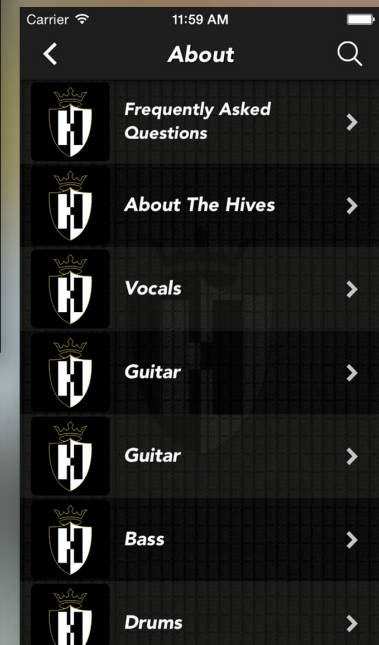 Carrier 11:59 AM
About
Frequently Asked
Questions
About The Hives
Vocals
Guitar
Guitar
Bass
Drums